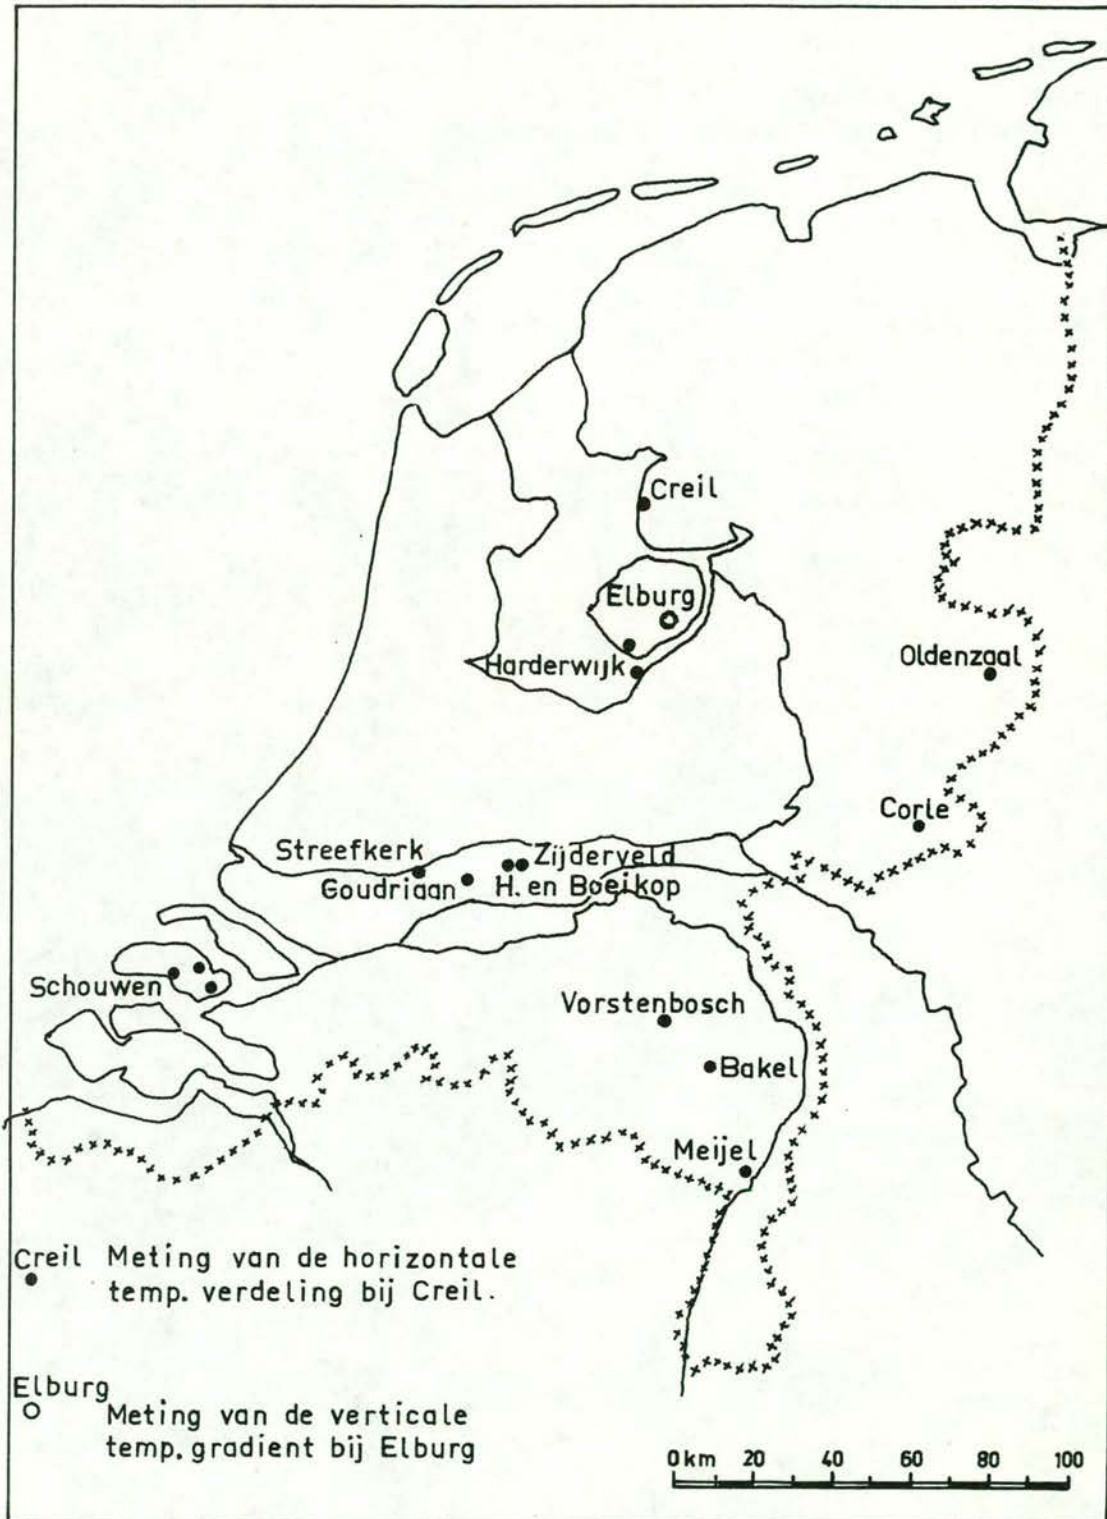 Creil
Elburg
Harderwijk
Oldenzaal
Corle
Streefkerk
Zijderveld
Goudriaan
H. en Boeikop
Schouwen
Vorstenbosch
Bakel
Meijel
Creil Meting van de horizontale
temp. verdeling bij Creil.
Elburg
Meting van de verticale
temp. gradient bij Elburg
0 km 20 40 60 80 100